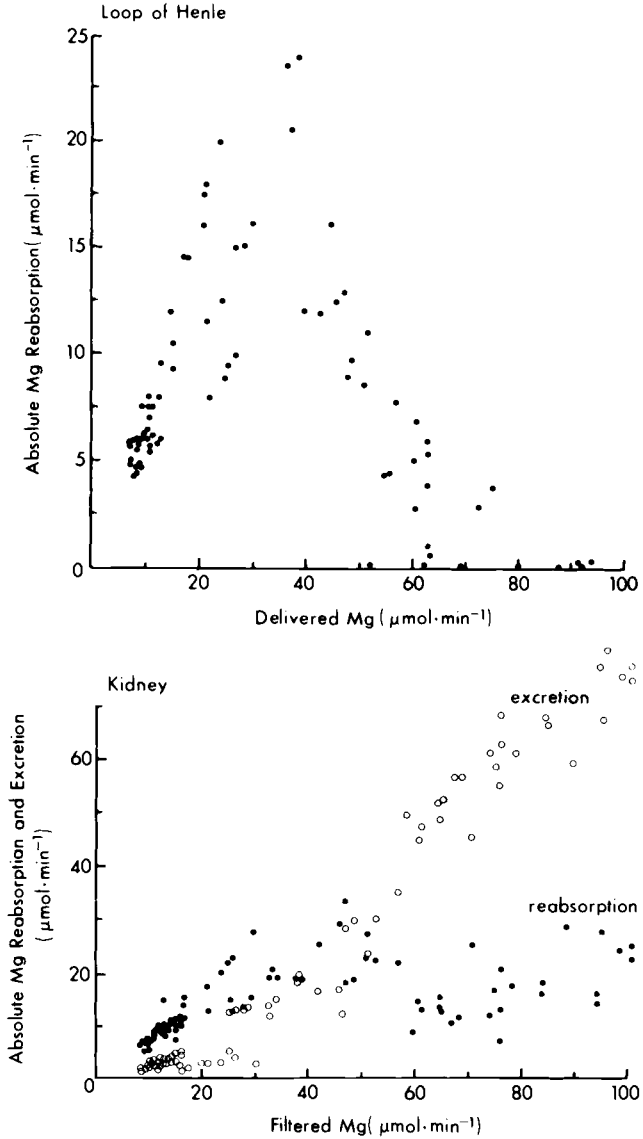 Loop of Henle
25
20
15
10
5
0
20
40
60
80
100
Absolute Mg Reabsorption (μmol·min⁻¹)
Delivered Mg (μmol·min⁻¹)
Kidney
excretion
reabsorption
60
40
20
0
20
40
60
80
100
Absolute Mg Reabsorption and Excretion
(μmol·min⁻¹)
Filtered Mg (μmol·min⁻¹)